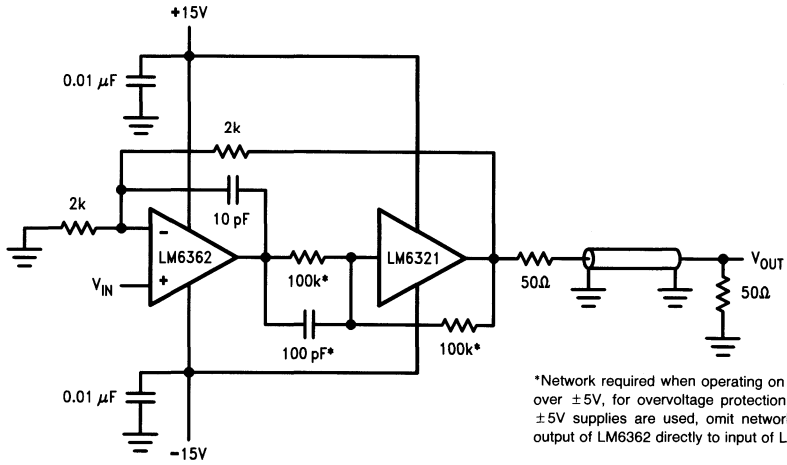 +15V
0.01 μF
2k
2k
10 pF
−
LM6362
+
V_IN
100k*
100 pF*
LM6321
100k*
50Ω
V_OUT
50Ω
0.01 μF
−15V
*Network required when operating on
over ±5V, for overvoltage protection
±5V supplies are used, omit
output of LM6362 directly to input of